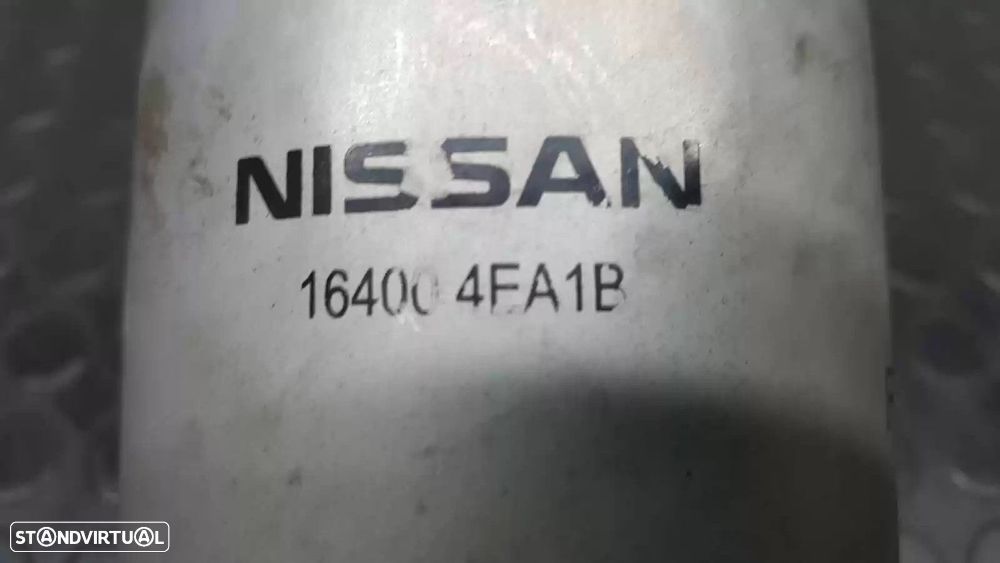 NISSAN
16400 4EA1B
STANDVIRTUAL